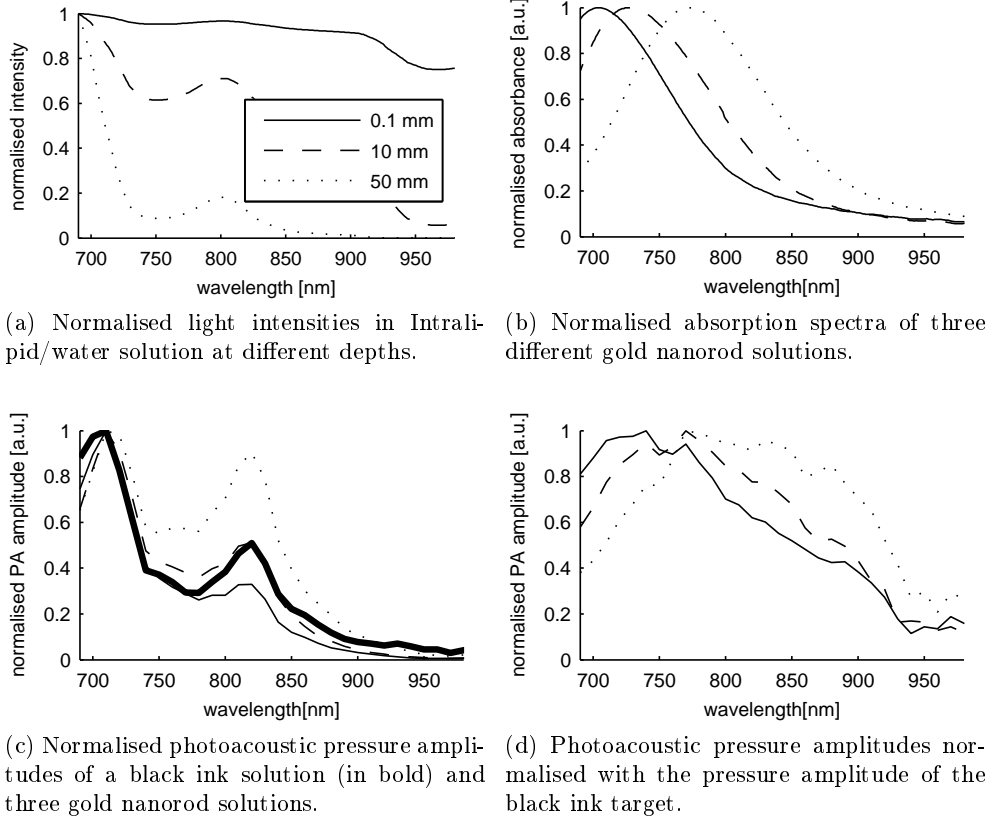 normalised intensity
1
0.8
0.6
0.4
0.2
0
0.1 mm
10 mm
50 mm
700 750 800 850 900 950
wavelength [nm]
(a) Normalised light intensities in Intrali-
pid/water solution at different depths.
normalised absorbance [a.u.]
1
0.8
0.6
0.4
0.2
0
700 750 800 850 900 950
wavelength[nm]
(b) Normalised absorption spectra of three
different gold nanorod solutions.
normalised PA amplitude [a.u.]
1
0.8
0.6
0.4
0.2
0
700 750 800 850 900 950
wavelength[nm]
(c) Normalised photoacoustic pressure ampli-
tudes of a black ink solution (in bold) and
three gold nanorod solutions.
normalised PA amplitude [a.u.]
1
0.8
0.6
0.4
0.2
0
700 750 800 850 900 950
wavelength[nm]
(d) Photoacoustic pressure amplitudes nor-
malised with the pressure amplitude of the
black ink target.